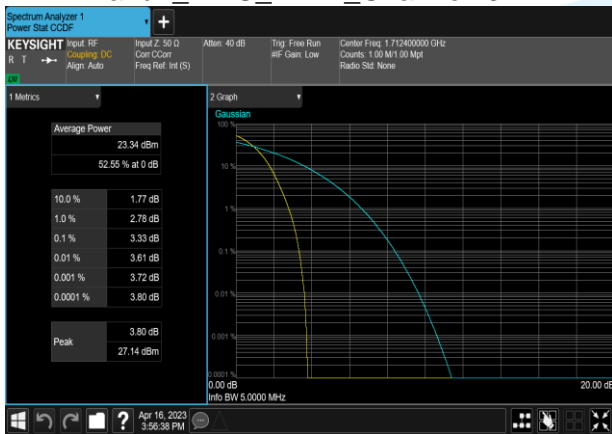 Spectrum Analyzer 1
Power Stat CCDF
+
KEYSIGHT
R T
Input: RF
Coupling: DC
Align: Auto
Input Z: 50 Ω
Corr CCorr
Freq Ref: Int (S)
Atten: 40 dB
Trig: Free Run
#IF Gain: Low
Center Freq: 1.712400000 GHz
Counts: 1.00 M/1.00 Mpt
Radio Std: None
1 Metrics
Average Power
23.34 dBm
52.55 % at 0 dB
10.0 % 1.77 dB
1.0 % 2.78 dB
0.1 % 3.33 dB
0.01 % 3.61 dB
0.001 % 3.72 dB
0.0001 % 3.80 dB
Peak
3.80 dB
27.14 dBm
2 Graph
Gaussian
100 %
10 %
1 %
0.1 %
0.01 %
0.001 %
0.0001 %
0.00 dB
20.00 dB
Info BW 5.0000 MHz
?
Apr 16, 2023
3:56:38 PM